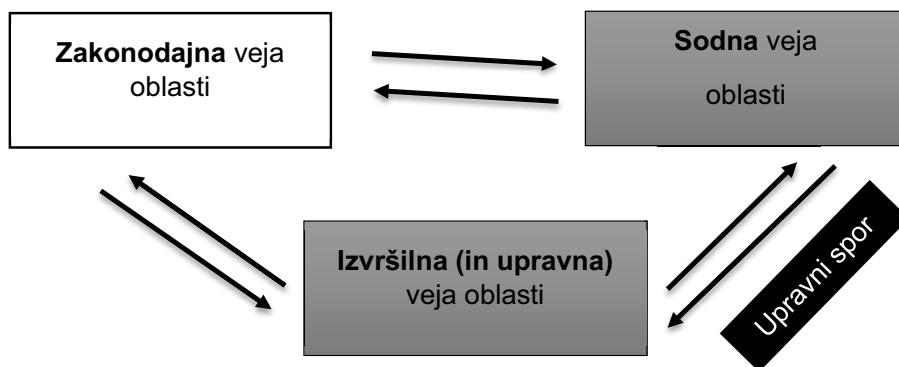 Zakonodajna veja
oblasti
Sodna veja
oblasti
Izvršilna (in upravna)
veja oblasti
Upravni spor